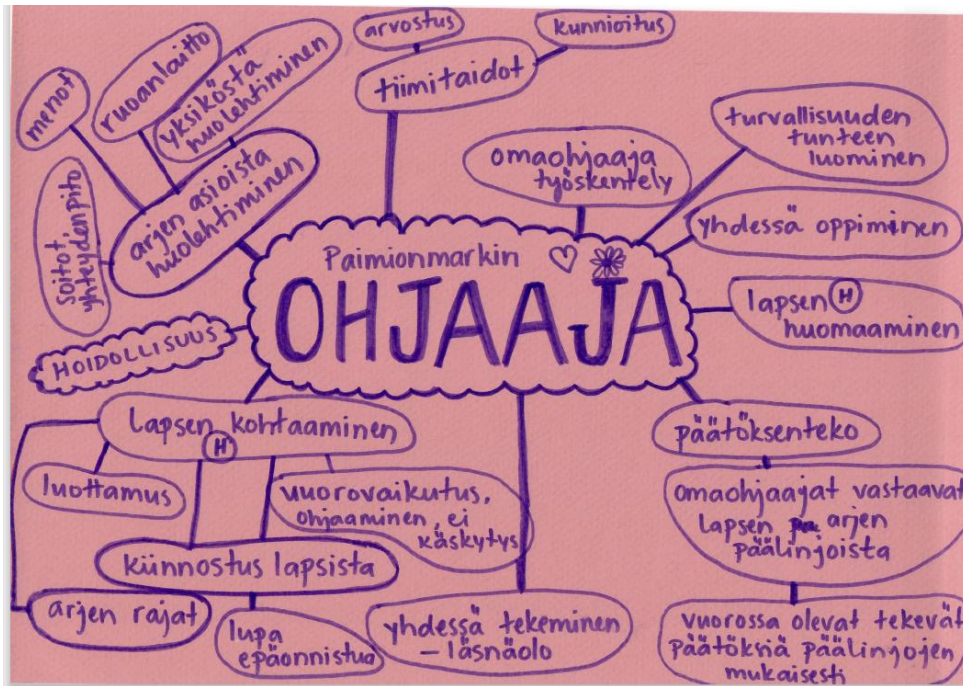 arvostus
kunnioitus
tiimitaidot
menot
ruoanlaitto
yksiköstä
huolehtiminen
soitot,
yhteydenpito
arjen asioista
huolehtiminen
omaohjaaja
työskentely
turvallisuuden
tunteen
luominen
yhdessä oppiminen
lapsen H
huomaaminen
Paimionmarkin
OHJAAJA
HOIDOLLISUUS
lapsen kohtaaminen
H
luottamus
vuorovaikutus,
ohjaaminen, ei
käskytys
kiinnostus lapsista
arjen rajat
lupa
epäonnistua
yhdessä tekeminen
– läsnäolo
päätöksenteko
omaohjaajat vastaavat
lapsen arjen
päälinjoista
vuorossa olevat tekevät
päätöksiä päälinjojen
mukaisesti